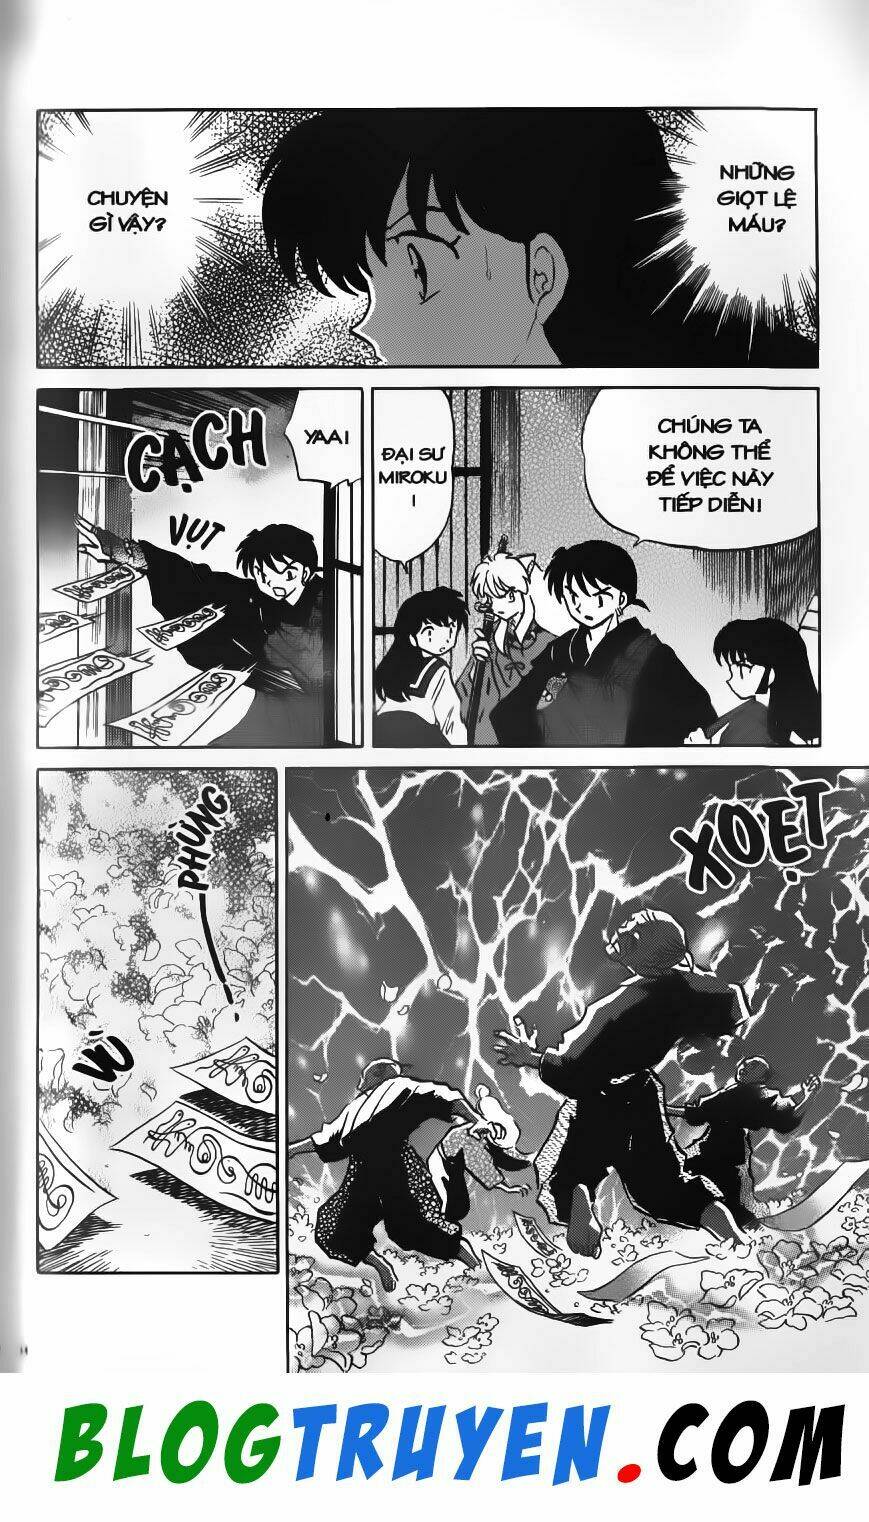 NHỮNG
GIỌT LỆ
MÁU?
CHUYỆN
GÌ VẬY?
CHÚNG TA
KHÔNG THỂ
ĐỂ VIỆC NÀY
TIẾP DIỄN!
ĐẠI SƯ
MIROKU
!
YAA!
CẠCH
VỤT
XOẸT
PHÙNG
VÙ
BLOGTRUYEN.COM